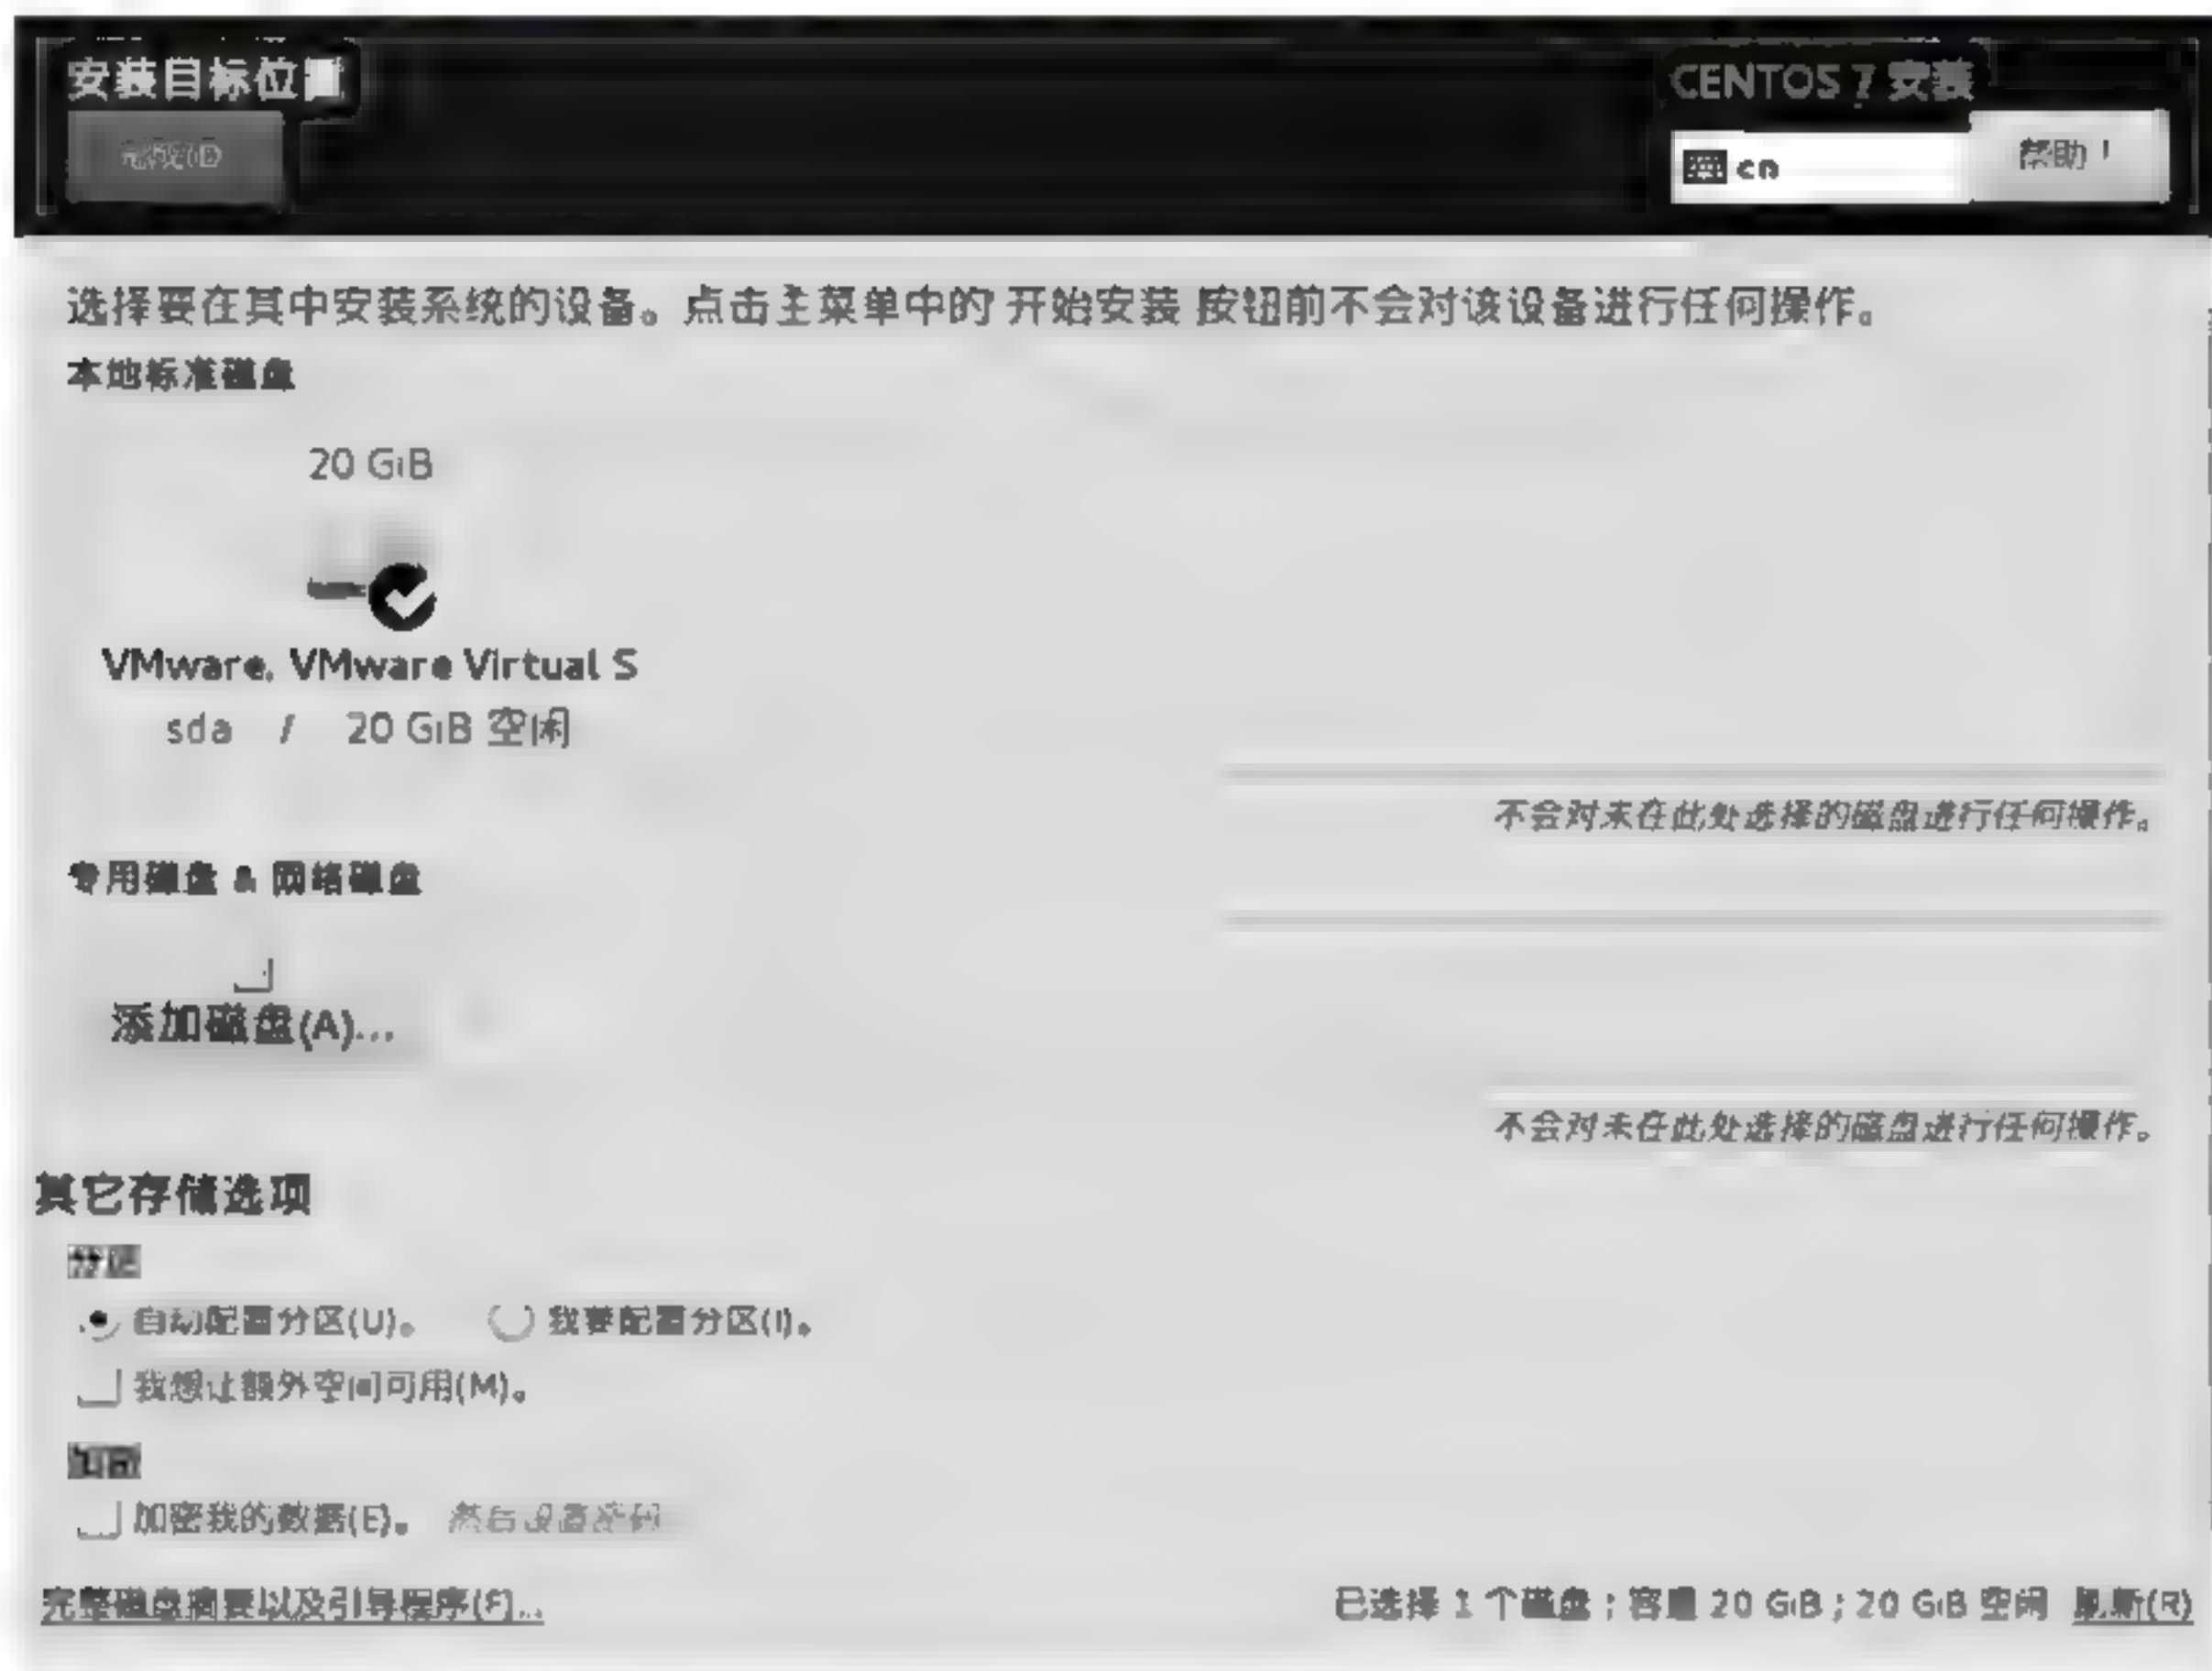 安装目标位置
CENTOS 7 安装
cn
帮助！
选择要在其中安装系统的设备。点击主菜单中的"开始安装"按钮前不会对该设备进行任何操作。
本地标准磁盘
20 GiB
VMware, VMware Virtual S
sda / 20 GiB 空闲
不会对未在此处选择的磁盘进行任何操作。
专用磁盘 & 网络磁盘
添加磁盘(A)...
不会对未在此处选择的磁盘进行任何操作。
其它存储选项
分区
自动配置分区(U)。 我要配置分区(I)。
我想让额外空间可用(M)。
加密
加密我的数据(E)。 然后设置密码
完整磁盘摘要以及引导程序(F)...
已选择 1 个磁盘；容量 20 GiB；20 GiB 空闲 刷新(R)